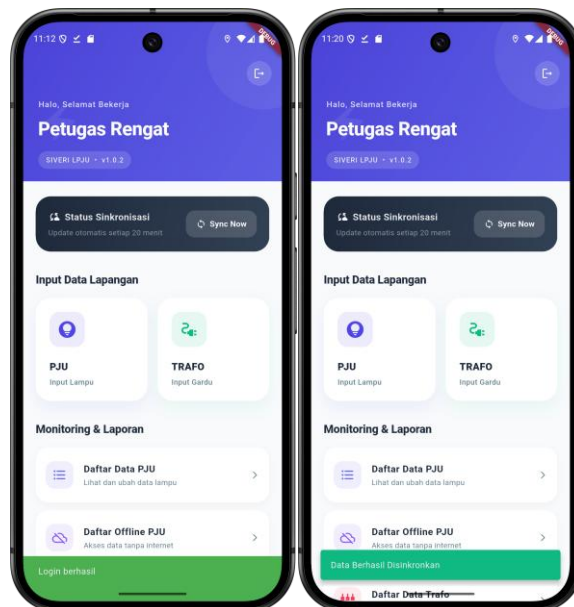 11:12
DEBUG
Halo, Selamat Bekerja
Petugas Rengat
SIVERI LPJU • v1.0.2
Status Sinkronisasi
Update otomatis setiap 20 menit
Sync Now
Input Data Lapangan
PJU
Input Lampu
TRAFO
Input Gardu
Monitoring & Laporan
Daftar Data PJU
Lihat dan ubah data lampu
Daftar Offline PJU
Akses data tanpa internet
Login berhasil
11:20
DEBUG
Halo, Selamat Bekerja
Petugas Rengat
SIVERI LPJU • v1.0.2
Status Sinkronisasi
Update otomatis setiap 20 menit
Sync Now
Input Data Lapangan
PJU
Input Lampu
TRAFO
Input Gardu
Monitoring & Laporan
Daftar Data PJU
Lihat dan ubah data lampu
Daftar Offline PJU
Akses data tanpa internet
Data Berhasil Disinkronkan
Daftar Data Trafo